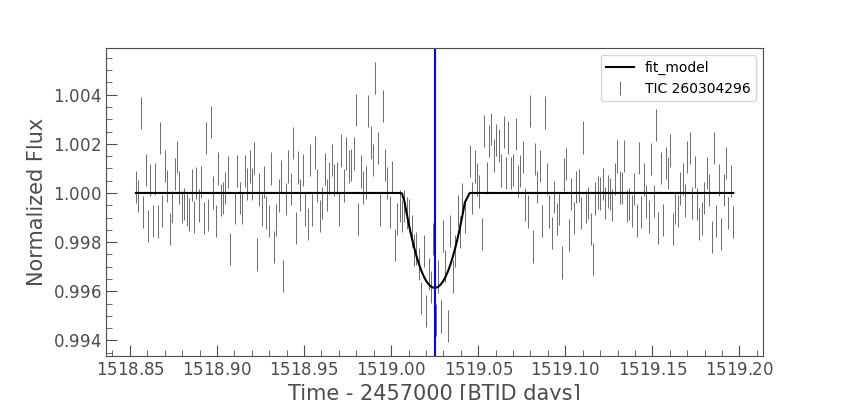 fit_model
TIC 260304296
Normalized Flux
1.004
1.002
1.000
0.998
0.996
0.994
1518.85 1518.90 1518.95 1519.00 1519.05 1519.10 1519.15 1519.20
Time - 2457000 [BTJD days]